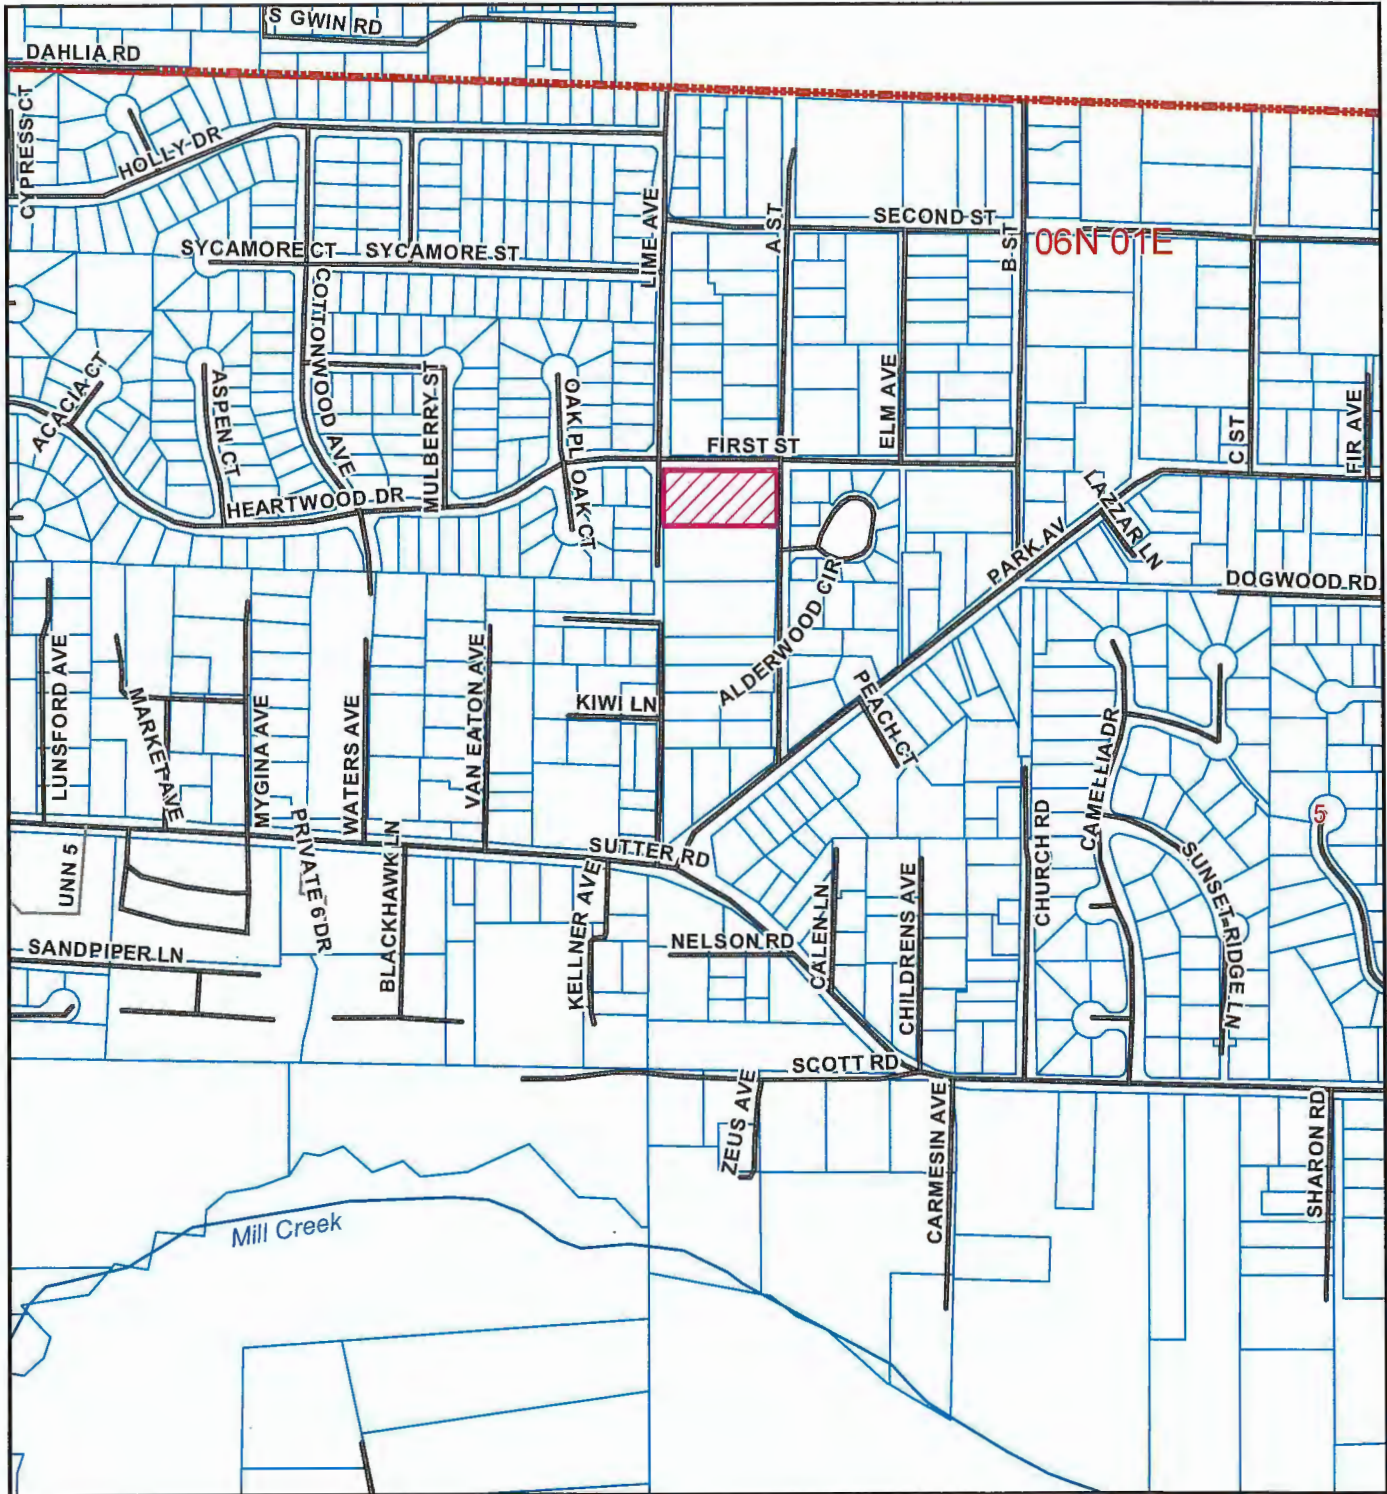 S GWIN RD
DAHLIA RD
CYPRESS CT
HOLLY DR
LIME AVE
A ST
SECOND ST
B ST
06N 01E
SYCAMORE CT
SYCAMORE ST
COTTONWOOD AVE
ACACIA CT
ASPEN CT
MULBERRY ST
OAK PL
OAK CT
ELM AVE
C ST
FIR AVE
FIRST ST
HEARTWOOD DR
LAZZAR LN
PARK AV
DOGWOOD RD
ALDERWOOD CIR
LUNSFORD AVE
MARKET AVE
MYGINA AVE
WATERS AVE
VAN EATON AVE
KIWI LN
PEACH CT
CAMELLIA DR
CHURCH RD
5
SUNSET RIDGE LN
SUTTER RD
UNN 5
PRIVATE 6 DR
BLACKHAWK LN
KELLNER AVE
NELSON RD
CALEN LN
CHILDRENS AVE
SANDPIPER LN
SCOTT RD
ZEUS AVE
CARMESIN AVE
SHARON RD
Mill Creek